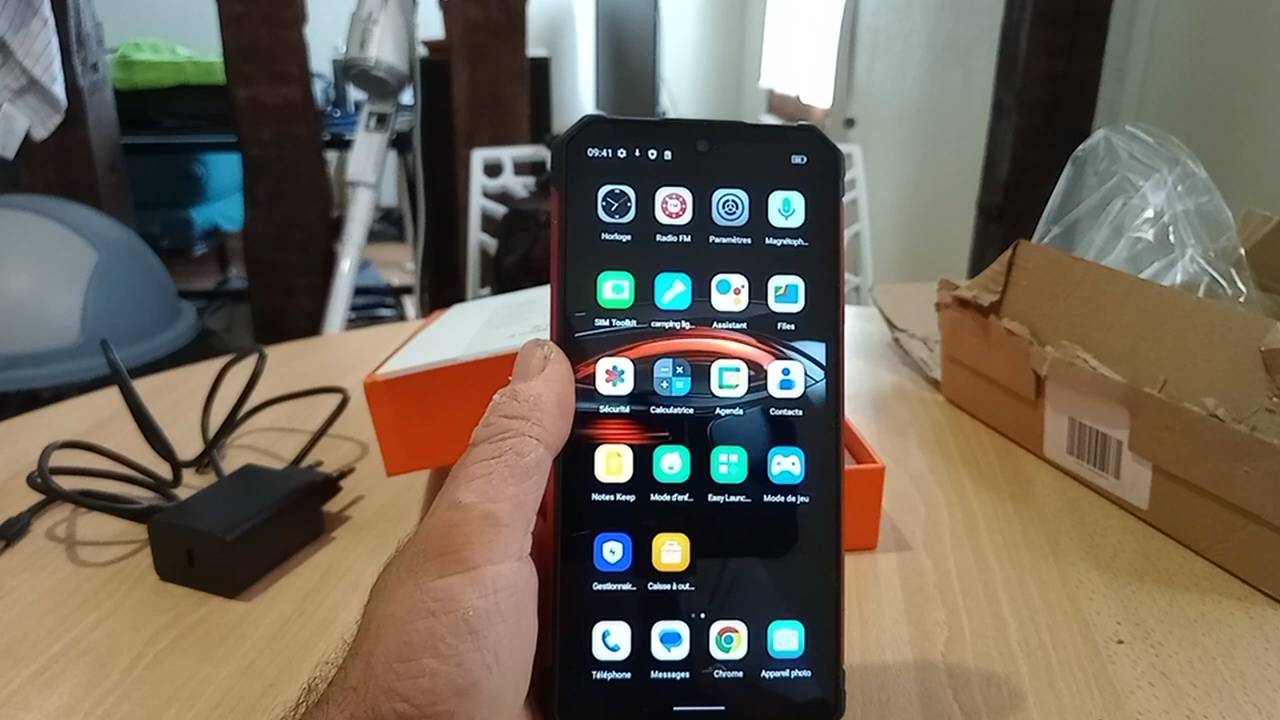 09:41
Horloge Radio FM Paramètres Magnétoph...
SIM Toolkit camping lig... Assistant Files
Sécurité Calculatrice Agenda Contacts
Notes Keep Mode d'enf... Easy Launc... Mode de jeu
Gestionnair... Caisse à out...
Téléphone Messages Chrome Appareil photo